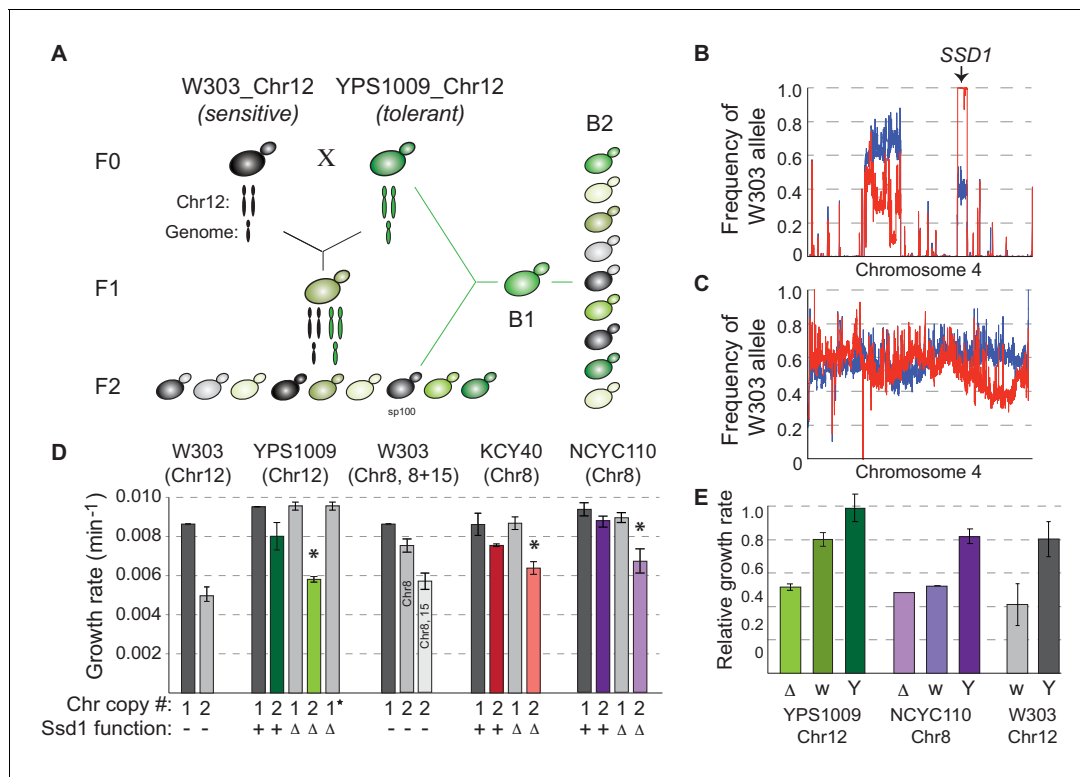 A
W303_Chr12
(sensitive)
YPS1009_Chr12
(tolerant)
F0
X
Chr12:
Genome:
F1
F2
sp100
B1
B2
B
SSD1
Frequency of
W303 allele
1.0
0.8
0.6
0.4
0.2
0
Chromosome 4
C
Frequency of
W303 allele
1.0
0.8
0.6
0.4
0.2
0
Chromosome 4
D
W303
(Chr12)
YPS1009
(Chr12)
W303
(Chr8, 8+15)
KCY40
(Chr8)
NCYC110
(Chr8)
Growth rate (min-1)
0.010
0.008
0.006
0.004
0.002
*
Chr8
Chr8, 15
*
*
Chr copy #: 1 2 1 2 1 2 1* 1 2 2 1 2 1 2 1 2 1 2
Ssd1 function: - - + + Δ Δ Δ - - - + + Δ Δ + + Δ Δ
E
Relative growth rate
1.0
0.8
0.6
0.4
0.2
0
Δ w Y Δ w Y w Y
YPS1009 NCYC110 W303
Chr12 Chr8 Chr12